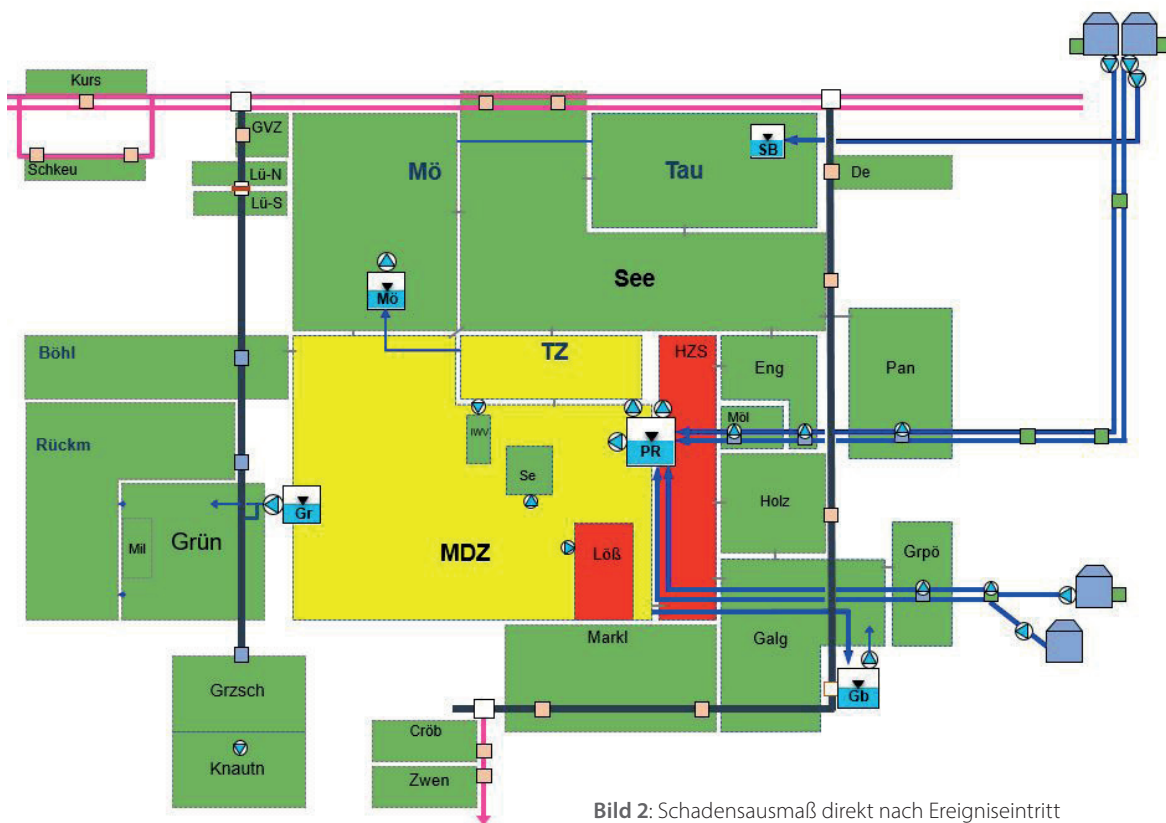 Kurs
GVZ
SB
Schkeu
Lü-N
Mö
Tau
De
Lü-S
See
Mö
Böhl
TZ
HZS
Eng
Pan
Rückm
IWV
Möl
PR
Se
Gr
Holz
Mil
Grün
MDZ
Löß
Grpö
Markl
Galg
Grzsch
Gb
Cröb
Knautn
Zwen
Bild 2: Schadensausmaß direkt nach Ereigniseintritt